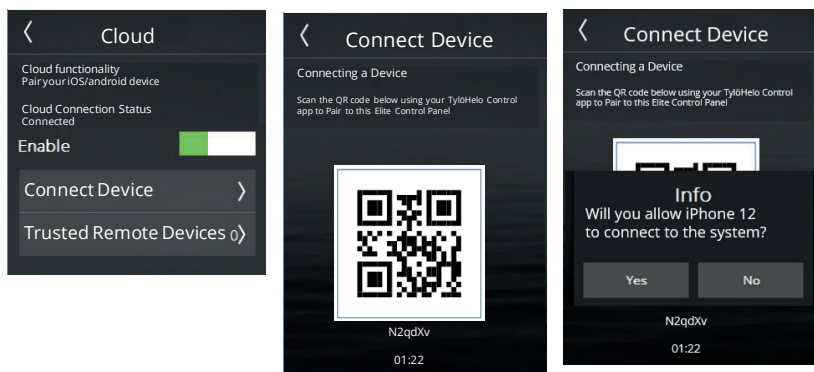 Cloud
Cloud functionality
Pair your iOS/android device
Cloud Connection Status
Connected
Enable
Connect Device
Trusted Remote Devices 0
Connect Device
Connecting a Device
Scan the QR code below using your TylöHelo Control
app to Pair to this Elite Control Panel
N2qdXv
01:22
Connect Device
Connecting a Device
Scan the QR code below using your TylöHelo Control
app to Pair to this Elite Control Panel
Info
Will you allow iPhone 12
to connect to the system?
Yes No
N2qdXv
01:22